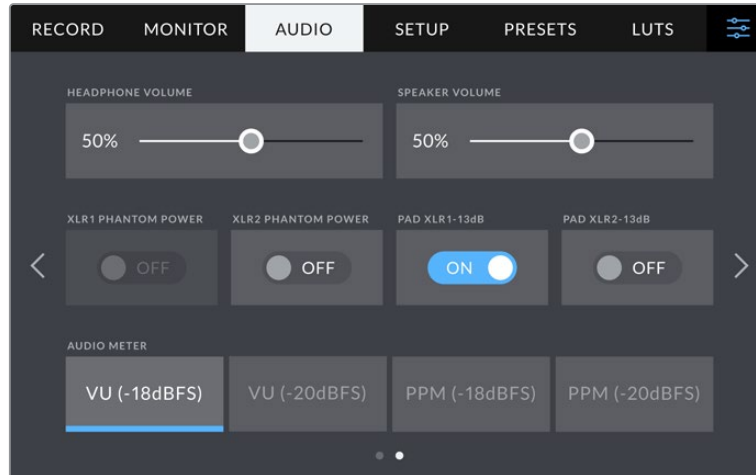 RECORD MONITOR AUDIO SETUP PRESETS LUTS
HEADPHONE VOLUME SPEAKER VOLUME
50% 50%
XLR1 PHANTOM POWER XLR2 PHANTOM POWER PAD XLR1-13dB PAD XLR2-13dB
OFF OFF ON OFF
AUDIO METER
VU (-18dBFS) VU (-20dBFS) PPM (-18dBFS) PPM (-20dBFS)